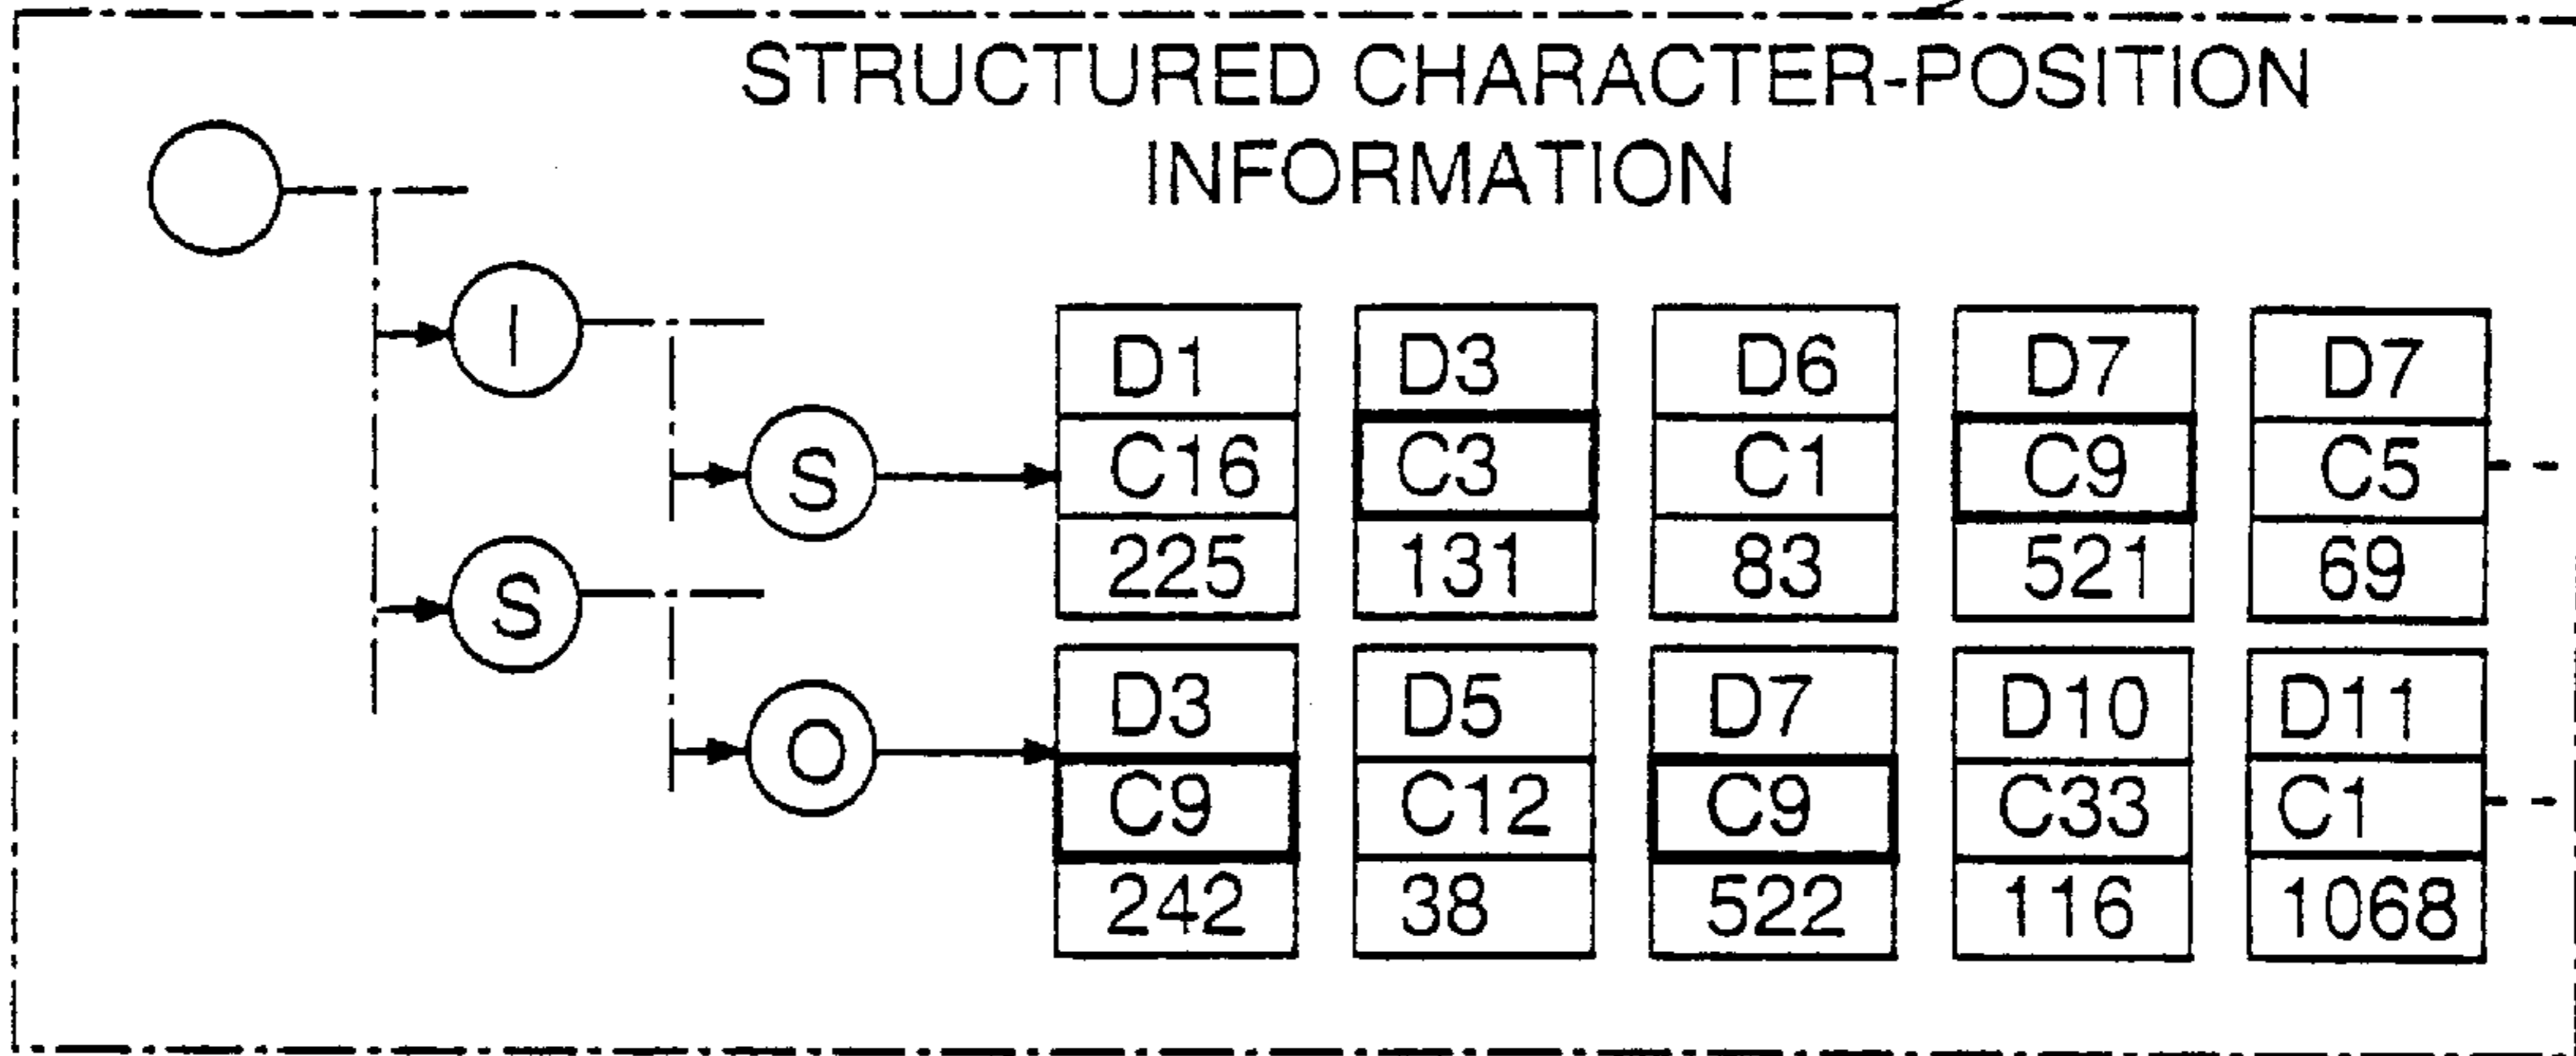 STRUCTURED CHARACTER-POSITION
INFORMATION
I
S
D1 D3 D6 D7 D7
C16 C3 C1 C9 C5
225 131 83 521 69
S
O
D3 D5 D7 D10 D11
C9 C12 C9 C33 C1
242 38 522 116 1068